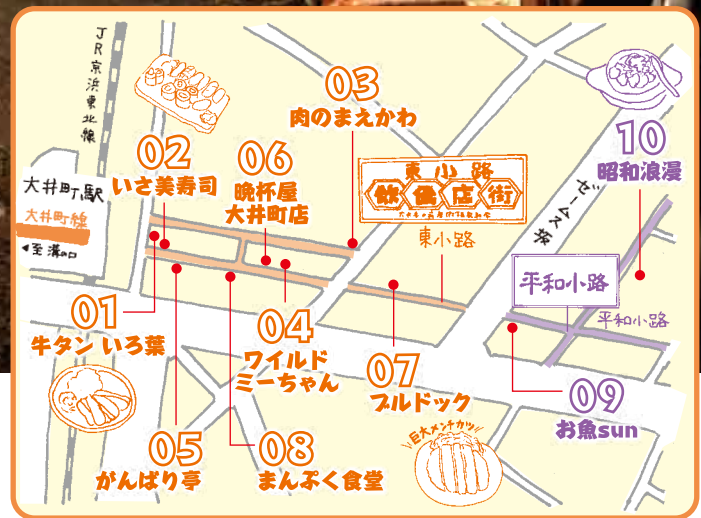 JR京浜東北線
大井町駅
大井町線
◀至溝の口
01
牛タン いろ葉
02
いさ美寿司
03
肉のまえかわ
04
ワイルド
ミーちゃん
05
がんばり亭
06
晩杯屋
大井町店
07
ブルドック
08
まんぷく食堂
巨大メンチカツ
東小路
飲食店街
東小路
ゼームス坂
平和小路
平和小路
09
お魚sun
10
昭和浪漫